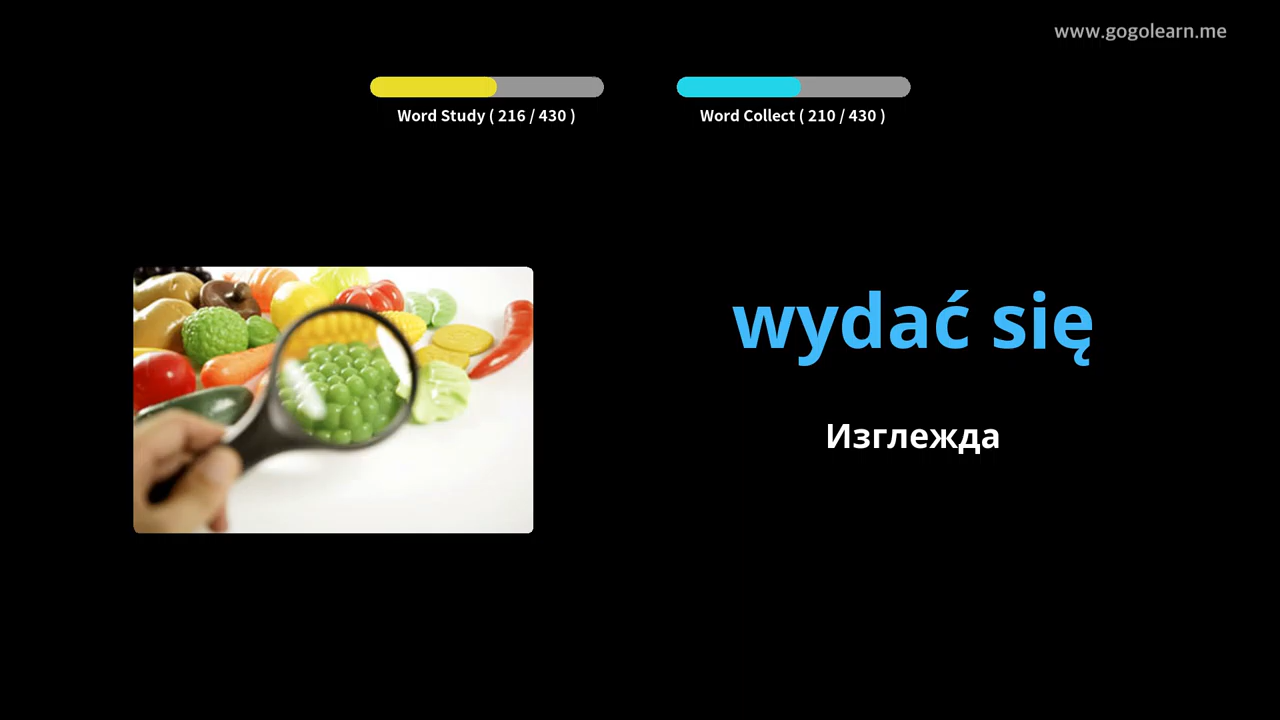 www.gogolearn.me
Word Study ( 216 / 430 )
Word Collect ( 210 / 430 )
wydać się
Изглежда